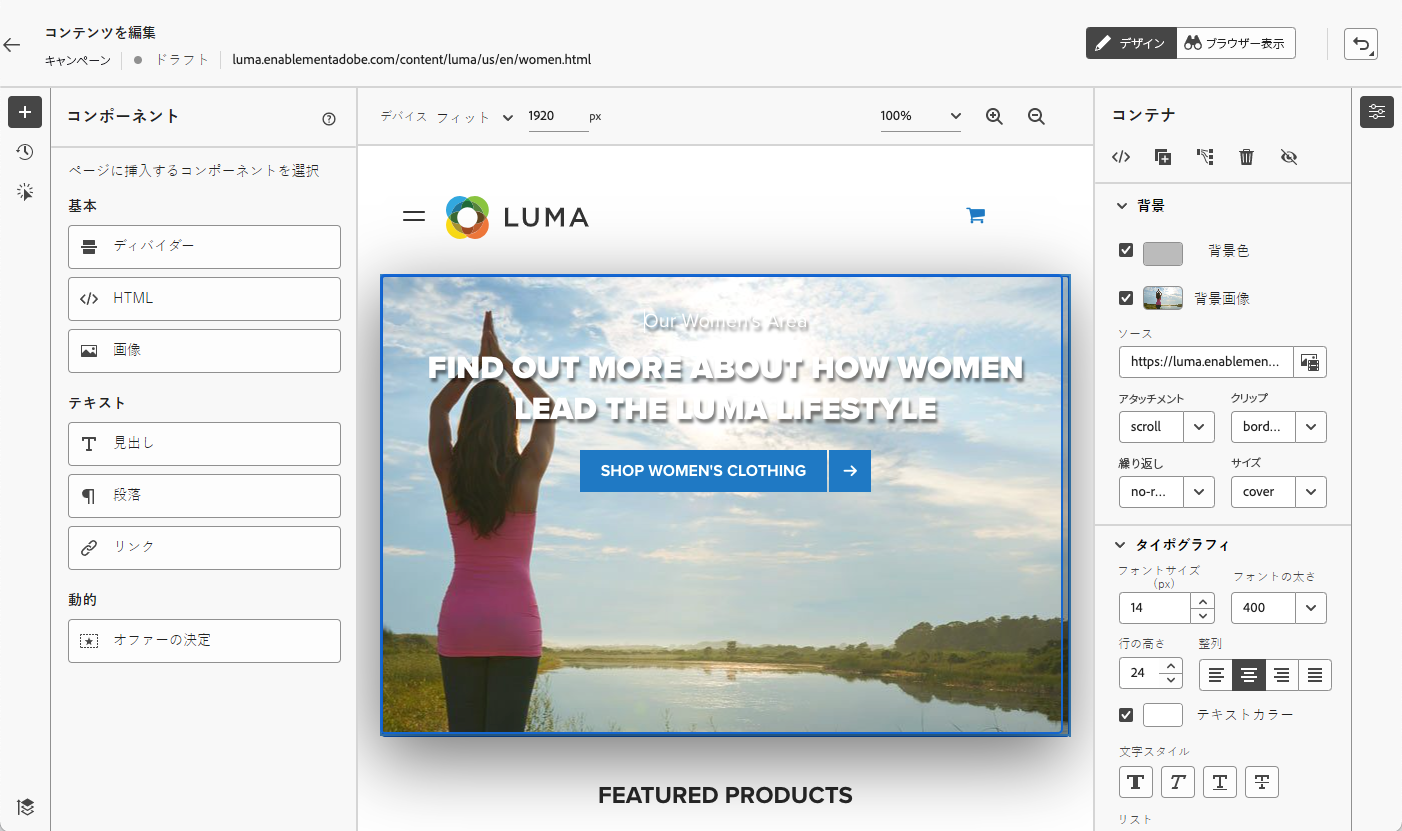 コンテンツを編集
キャンペーン ドラフト luma.enablementadobe.com/content/luma/us/en/women.html
デザイン ブラウザー表示
コンポーネント
ページに挿入するコンポーネントを選択
基本
ディバイダー
HTML
画像
テキスト
見出し
段落
リンク
動的
オファーの決定
デバイス フィット 1920 px 100%
LUMA
Our Women's Area
FIND OUT MORE ABOUT HOW WOMEN
LEAD THE LUMA LIFESTYLE
SHOP WOMEN'S CLOTHING
FEATURED PRODUCTS
コンテナ
背景
背景色
背景画像
ソース
https://luma.enablemen...
アタッチメント クリップ
scroll bord...
繰り返し サイズ
no-r... cover
タイポグラフィ
フォントサイズ フォントの太さ
(px)
14 400
行の高さ 整列
24
テキストカラー
文字スタイル
T T T T
リスト